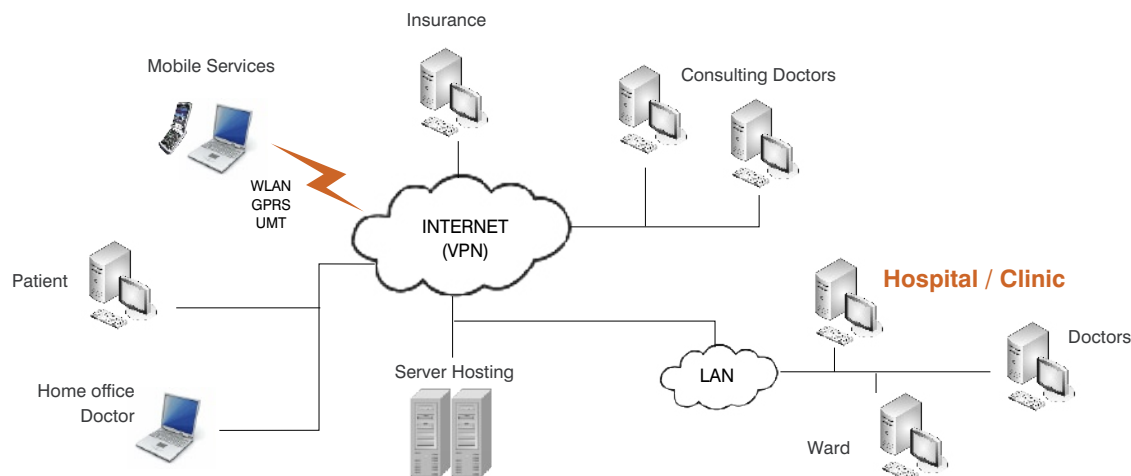 Insurance
Mobile Services
Consulting Doctors
WLAN
GPRS
UMT
INTERNET
(VPN)
Patient
Hospital / Clinic
Doctors
Server Hosting
LAN
Home office
Doctor
Ward